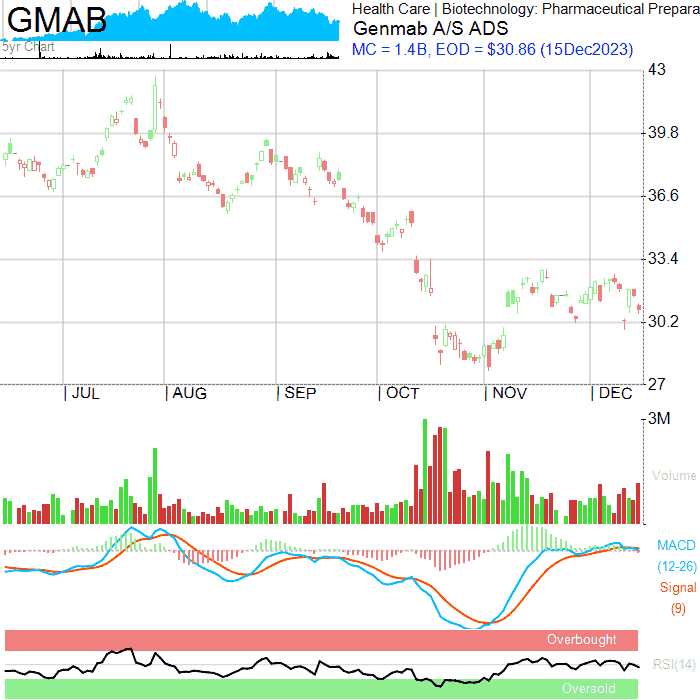 GMAB
5yr Chart
Health Care | Biotechnology: Pharmaceutical Prepara
Genmab A/S ADS
MC = 1.4B, EOD = $30.86 (15Dec2023)
43
39.8
36.6
33.4
30.2
27
| JUL | AUG | SEP | OCT | NOV | DEC
3M
Volume
MACD
(12-26)
Signal
(9)
Overbought
RSI(14)
Oversold